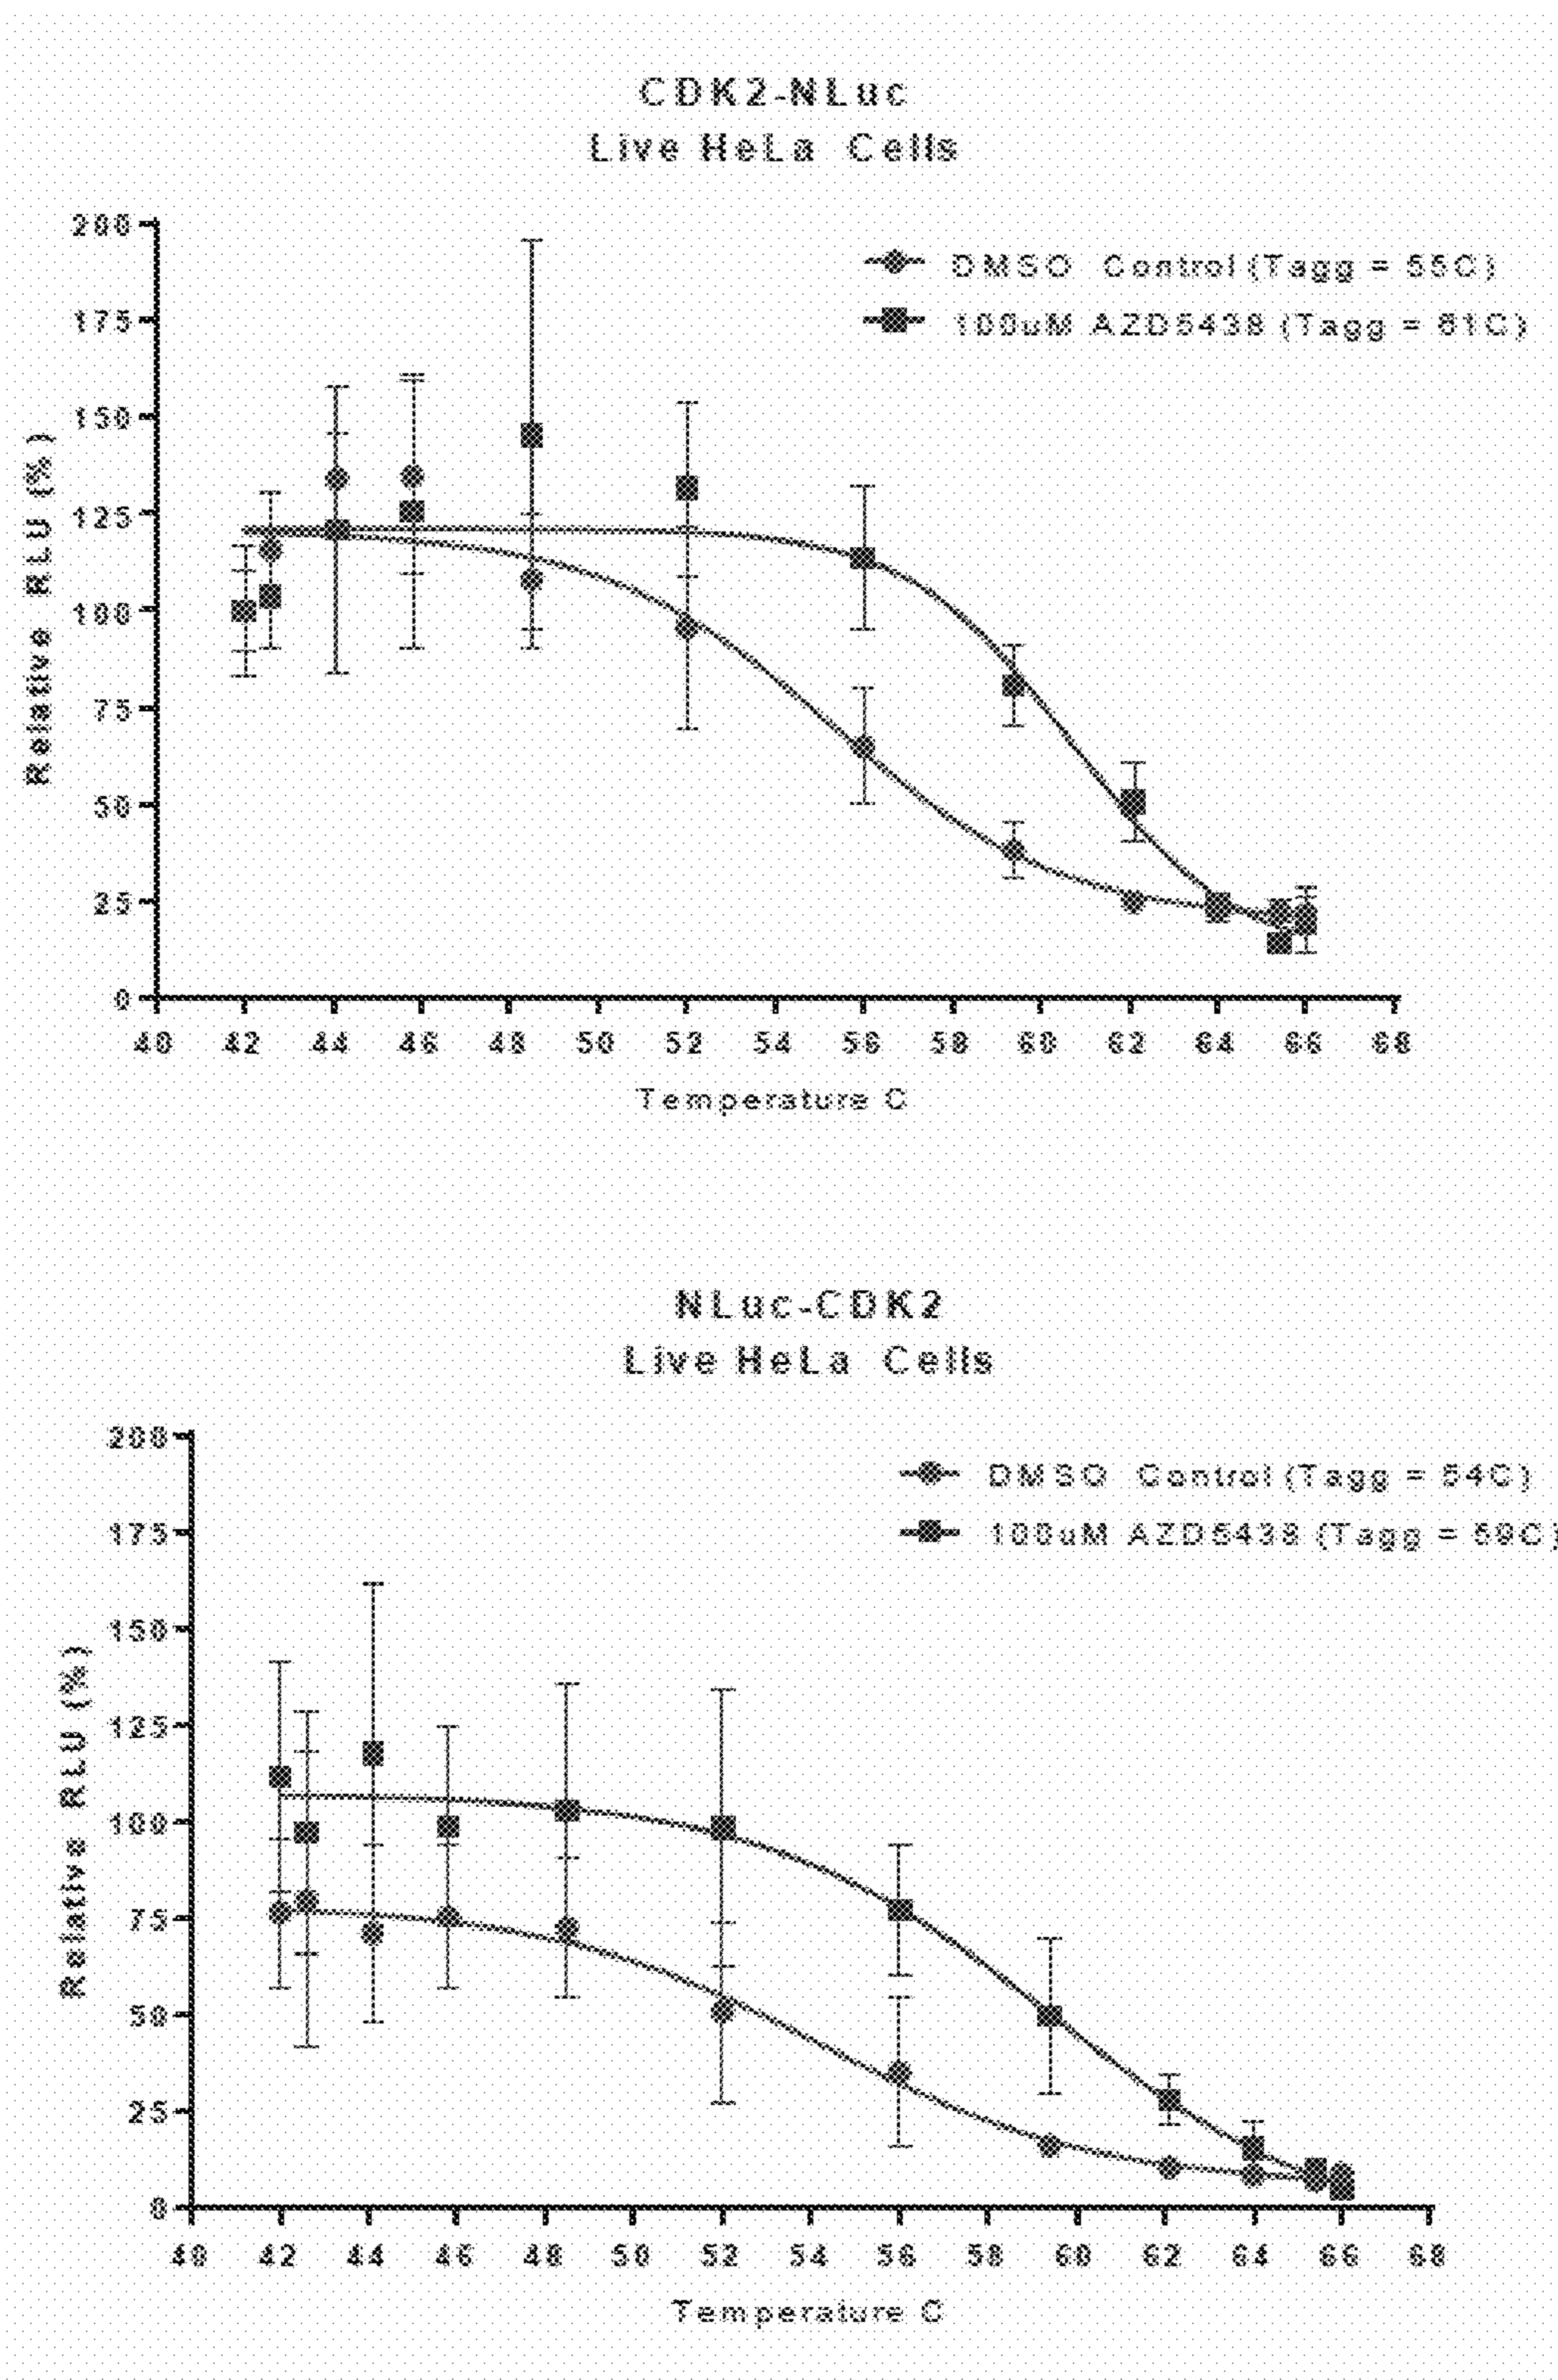 CDK2-NLuc
Live HeLa Cells
DMSO Control (Tagg = 55C)
100uM AZD5438 (Tagg = 61C)
Relative RLU (%)
200
175
150
125
100
75
50
25
0
40 42 44 46 48 50 52 54 56 58 60 62 64 66 68
Temperature C
NLuc-CDK2
Live HeLa Cells
DMSO Control (Tagg = 54C)
100uM AZD5438 (Tagg = 59C)
Relative RLU (%)
200
175
150
125
100
75
50
25
0
40 42 44 46 48 50 52 54 56 58 60 62 64 66 68
Temperature C